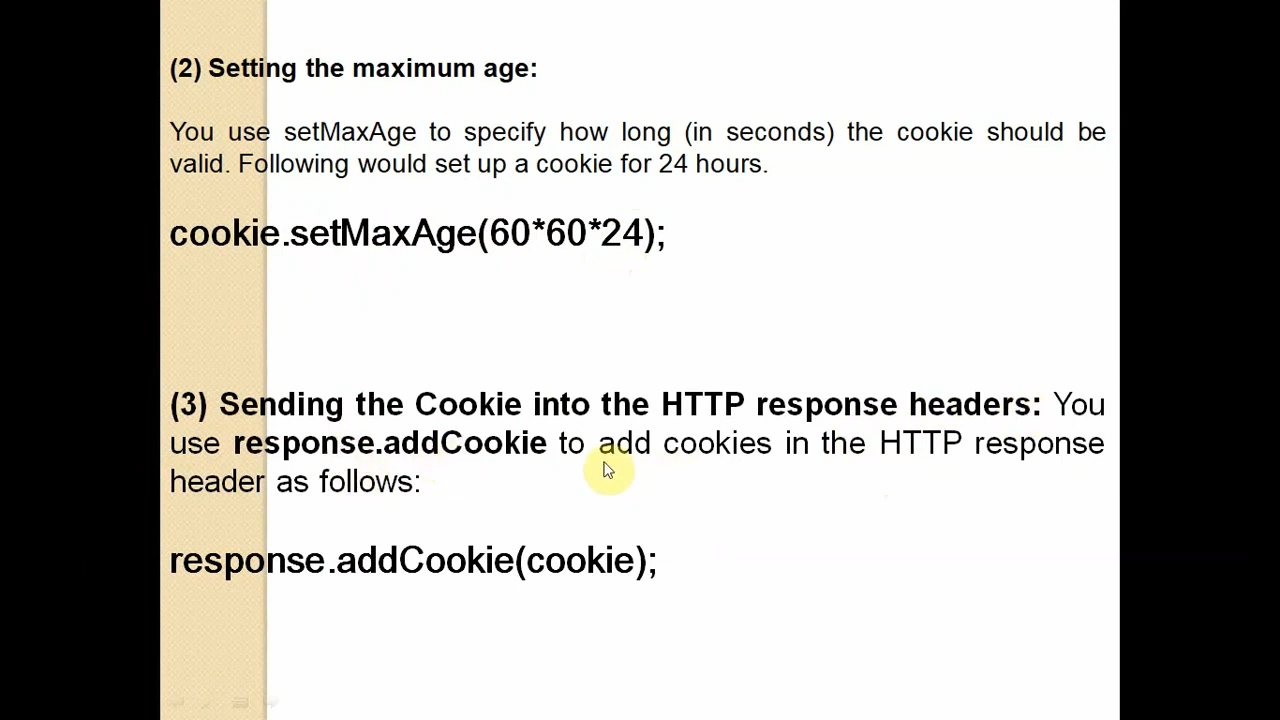 (2) Setting the maximum age:
You use setMaxAge to specify how long (in seconds) the cookie should be
valid. Following would set up a cookie for 24 hours.
cookie.setMaxAge(60*60*24);
(3) Sending the Cookie into the HTTP response headers: You
use response.addCookie to add cookies in the HTTP response
header as follows:
response.addCookie(cookie);